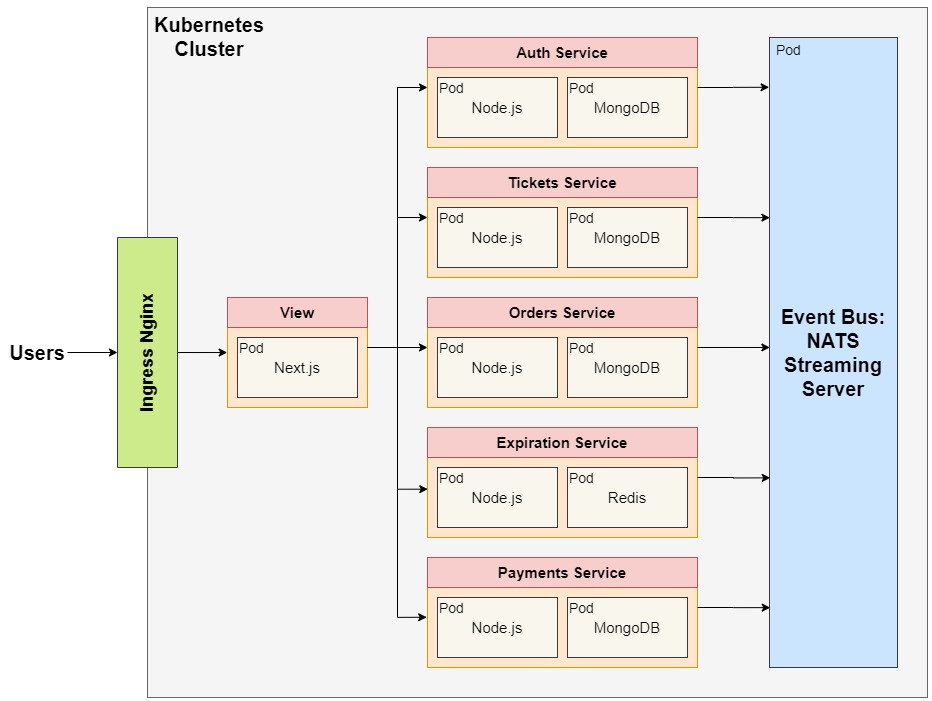 Kubernetes
Cluster
Users
Ingress Nginx
View
Pod
Next.js
Auth Service
Pod
Node.js
Pod
MongoDB
Tickets Service
Pod
Node.js
Pod
MongoDB
Orders Service
Pod
Node.js
Pod
MongoDB
Expiration Service
Pod
Node.js
Pod
Redis
Payments Service
Pod
Node.js
Pod
MongoDB
Pod
Event Bus:
NATS
Streaming
Server